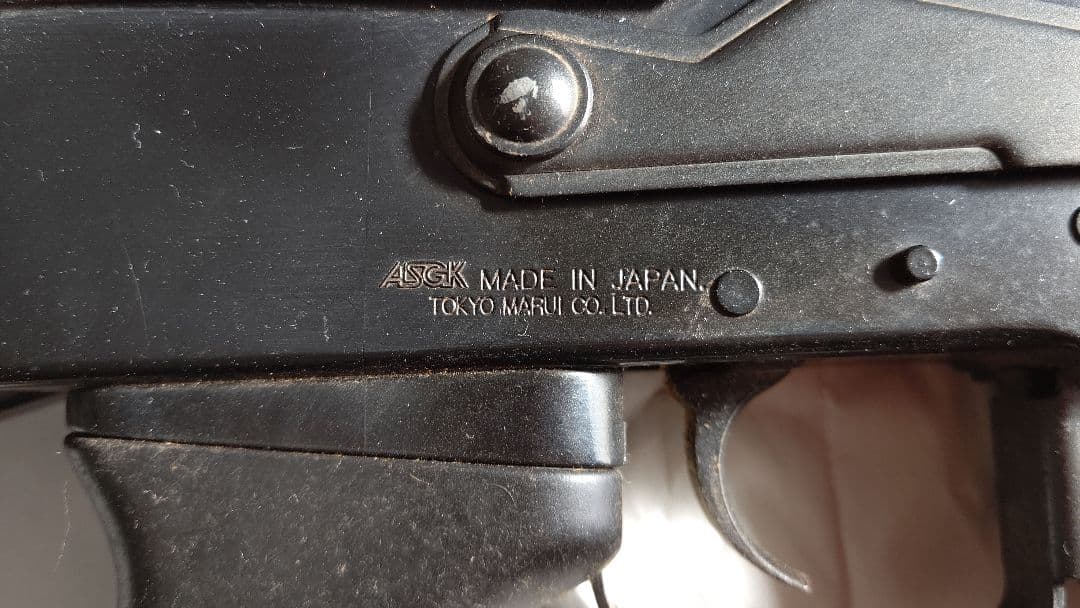 ASGK MADE IN JAPAN.
TOKYO MARUI CO. LTD.